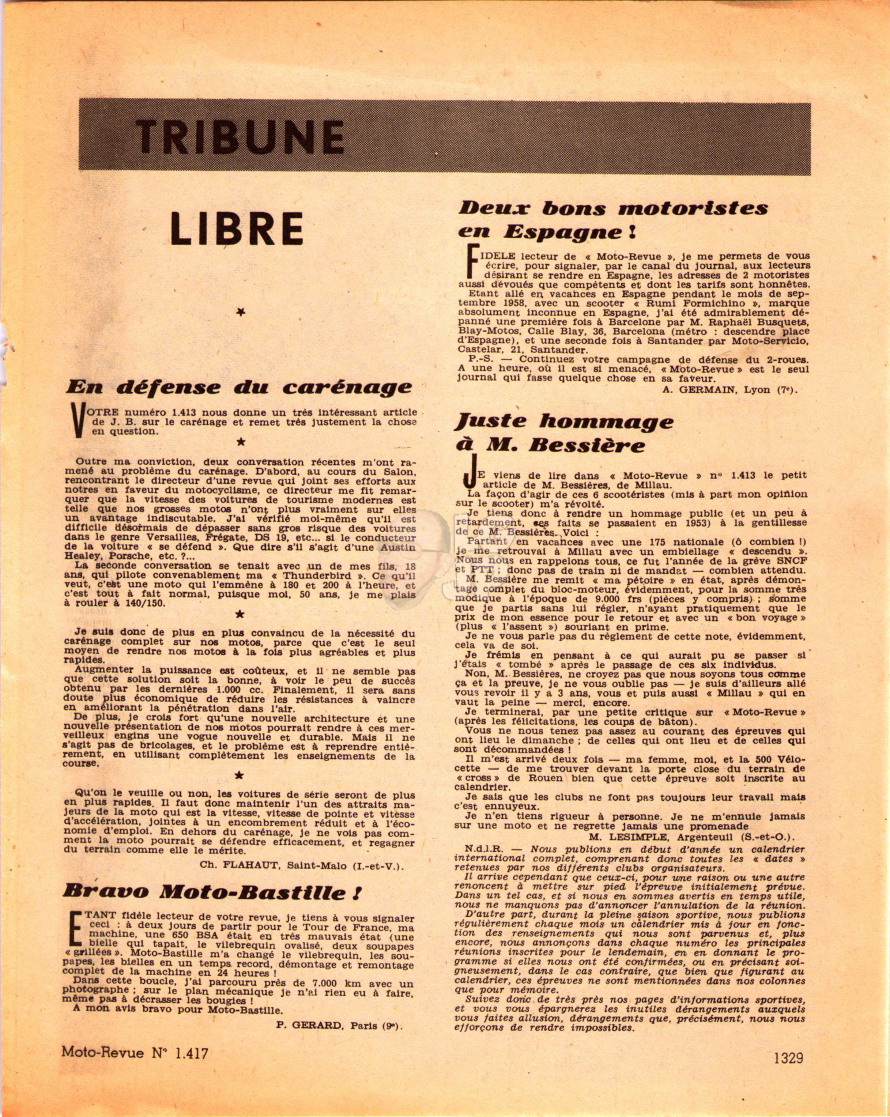 TRIBUNE
LIBRE
★
En défense du carénage
VOTRE numéro 1.413 nous donne un très intéressant article
de J. B. sur le carénage et remet très justement la chose
en question.
★
Outre ma conviction, deux conversation récentes m'ont ra-
mené au problème du carénage. D'abord, au cours du Salon,
rencontrant le directeur d'une revue qui joint ses efforts aux
notres en faveur du motocyclisme, ce directeur me fit remar-
quer que la vitesse des voitures de tourisme modernes est
telle que nos grosses motos n'ont plus vraiment sur elles
un avantage indiscutable. J'ai vérifié moi-même qu'il est
difficile désormais de dépasser sans gros risque des voitures
dans le genre Versailles, Frégate, DS 19, etc... si le conducteur
de la voiture « se défend ». Que dire s'il s'agit d'une Austin
Healey, Porsche, etc. ?...
La seconde conversation se tenait avec un de mes fils, 18
ans, qui pilote convenablement ma « Thunderbird ». Ce qu'il
veut, c'est une moto qui l'emmène à 180 et 200 à l'heure, et
c'est tout à fait normal, puisque moi, 50 ans, je me plais
à rouler à 140/150.
★
Je suis donc de plus en plus convaincu de la nécessité du
carénage complet sur nos motos, parce que c'est le seul
moyen de rendre nos motos à la fois plus agréables et plus
rapides.
Augmenter la puissance est coûteux, et il ne semble pas
que cette solution soit la bonne, à voir le peu de succès
obtenu par les dernières 1.000 cc. Finalement, il sera sans
doute plus économique de réduire les résistances à vaincre
en améliorant la pénétration dans l'air.
De plus, je crois fort qu'une nouvelle architecture et une
nouvelle présentation de nos motos pourrait rendre à ces mer-
veilleux engins une vogue nouvelle et durable. Mais il ne
s'agit pas de bricolages, et le problème est à reprendre entiè-
rement, en utilisant complètement les enseignements de la
course.
★
Qu'on le veuille ou non, les voitures de série seront de plus
en plus rapides. Il faut donc maintenir l'un des attraits ma-
jeurs de la moto qui est la vitesse, vitesse de pointe et vitesse
d'accélération, jointes à un encombrement réduit et à l'éco-
nomie d'emploi. En dehors du carénage, je ne vois pas com-
ment la moto pourrait se défendre efficacement, et regagner
du terrain comme elle le mérite.
Ch. FLAHAUT, Saint-Malo (I.-et-V.).
Bravo Moto-Bastille !
ETANT fidèle lecteur de votre revue, je tiens à vous signaler
ceci : à deux jours de partir pour le Tour de France, ma
machine, une 650 BSA était en très mauvais état (une
bielle qui tapait, le vilebrequin ovalisé, deux soupapes
« grillées »). Moto-Bastille m'a changé le vilebrequin, les sou-
papes, les bielles en un temps record, démontage et remontage
complet de la machine en 24 heures !
Dans cette boucle, j'ai parcouru près de 7.000 km avec un
photographe ; sur le plan mécanique je n'ai rien eu à faire,
même pas à décrasser les bougies !
A mon avis bravo pour Moto-Bastille.
P. GERARD, Paris (9e).
Deux bons motoristes
en Espagne !
FIDELE lecteur de « Moto-Revue », je me permets de vous
écrire, pour signaler, par le canal du journal, aux lecteurs
désirant se rendre en Espagne, les adresses de 2 motoristes
aussi dévoués que compétents et dont les tarifs sont honnêtes.
Etant allé en vacances en Espagne pendant le mois de sep-
tembre 1958, avec un scooter « Rumi Formichino », marque
absolument inconnue en Espagne, j'ai été admirablement dé-
panné une première fois à Barcelone par M. Raphaël Busquets,
Blay-Motos, Calle Blay, 36, Barcelona (métro : descendre place
d'Espagne), et une seconde fois à Santander par Moto-Servicio,
Castelar, 21, Santander.
P.-S. — Continuez votre campagne de défense du 2-roues.
A une heure, où il est si menacé, « Moto-Revue » est le seul
journal qui fasse quelque chose en sa faveur.
A. GERMAIN, Lyon (7e).
Juste hommage
à M. Bessière
JE viens de lire dans « Moto-Revue » n° 1.413 le petit
article de M. Bessières, de Millau.
La façon d'agir de ces 6 scootéristes (mis à part mon opinion
sur le scooter) m'a révolté.
Je tiens donc à rendre un hommage public (et un peu à
retardement, ses faits se passaient en 1953) à la gentillesse
de ce M. Bessières. Voici :
Partant en vacances avec une 175 nationale (ô combien !)
je me retrouvai à Millau avec un embiellage « descendu ».
Nous nous en rappelons tous, ce fut l'année de la grève SNCF
et PTT ; donc pas de train ni de mandat — combien attendu.
M. Bessière me remit « ma pétoire » en état, après démon-
tage complet du bloc-moteur, évidemment, pour la somme très
modique à l'époque de 9.000 frs (pièces y compris) ; somme
que je partis sans lui régler, n'ayant pratiquement que le
prix de mon essence pour le retour et avec un « bon voyage »
(plus « l'assent ») souriant en prime.
Je ne vous parle pas du règlement de cette note, évidemment,
cela va de soi.
Je frémis en pensant à ce qui aurait pu se passer si
j'étais « tombé » après le passage de ces six individus.
Non, M. Bessières, ne croyez pas que nous soyons tous comme
ça et la preuve, je ne vous oublie pas — je suis d'ailleurs allé
vous revoir il y a 3 ans, vous et puis aussi « Millau » qui en
vaut la peine — merci, encore.
Je terminerai, par une petite critique sur « Moto-Revue »
(après les félicitations, les coups de bâton).
Vous ne nous tenez pas assez au courant des épreuves qui
ont lieu le dimanche ; de celles qui ont lieu et de celles qui
sont décommandées !
Il m'est arrivé deux fois — ma femme, moi, et la 500 Vélo-
cette — de me trouver devant la porte close du terrain de
« cross » de Rouen bien que cette épreuve soit inscrite au
calendrier.
Je sais que les clubs ne font pas toujours leur travail mais
c'est ennuyeux.
Je n'en tiens rigueur à personne. Je ne m'ennuie jamais
sur une moto et ne regrette jamais une promenade
M. LESIMPLE, Argenteuil (S.-et-O.).
N.d.l.R. — Nous publions en début d'année un calendrier
international complet, comprenant donc toutes les « dates »
retenues par nos différents clubs organisateurs.
Il arrive cependant que ceux-ci, pour une raison ou une autre
renoncent à mettre sur pied l'épreuve initialement prévue.
Dans un tel cas, et si nous en sommes avertis en temps utile,
nous ne manquons pas d'annoncer l'annulation de la réunion.
D'autre part, durant la pleine saison sportive, nous publions
régulièrement chaque mois un calendrier mis à jour en fonc-
tion des renseignements qui nous sont parvenus et, plus
encore, nous annonçons dans chaque numéro les principales
réunions inscrites pour le lendemain, en en donnant le pro-
gramme si elles nous ont été confirmées, ou en précisant soi-
gneusement, dans le cas contraire, que bien que figurant au
calendrier, ces épreuves ne sont mentionnées dans nos colonnes
que pour mémoire.
Suivez donc de très près nos pages d'informations sportives,
et vous vous épargnerez les inutiles dérangements auxquels
vous faites allusion, dérangements que, précisément, nous nous
efforçons de rendre impossibles.
Moto-Revue N° 1.417
1329